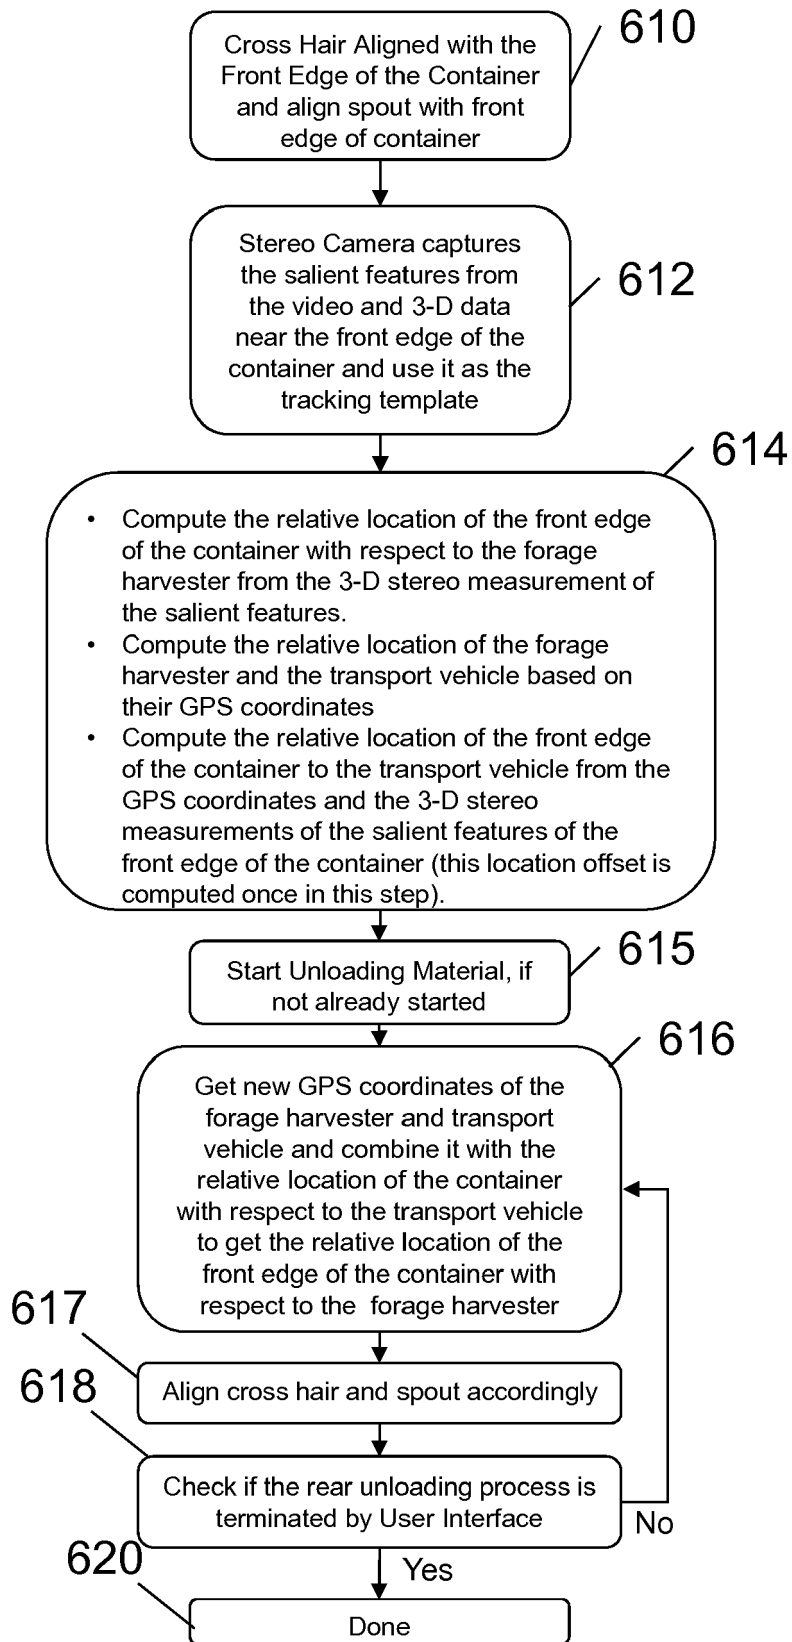 610
Cross Hair Aligned with the
Front Edge of the Container
and align spout with front
edge of container
Stereo Camera captures
the salient features from
the video and 3-D data
near the front edge of the
container and use it as the
tracking template
612
614
• Compute the relative location of the front edge
of the container with respect to the forage
harvester from the 3-D stereo measurement of
the salient features.
• Compute the relative location of the forage
harvester and the transport vehicle based on
their GPS coordinates
• Compute the relative location of the front edge
of the container to the transport vehicle from the
GPS coordinates and the 3-D stereo
measurements of the salient features of the
front edge of the container (this location offset is
computed once in this step).
615
Start Unloading Material, if
not already started
616
Get new GPS coordinates of the
forage harvester and transport
vehicle and combine it with the
relative location of the container
with respect to the transport vehicle
to get the relative location of the
front edge of the container with
respect to the forage harvester
617
Align cross hair and spout accordingly
618
Check if the rear unloading process is
terminated by User Interface
No
Yes
620
Done